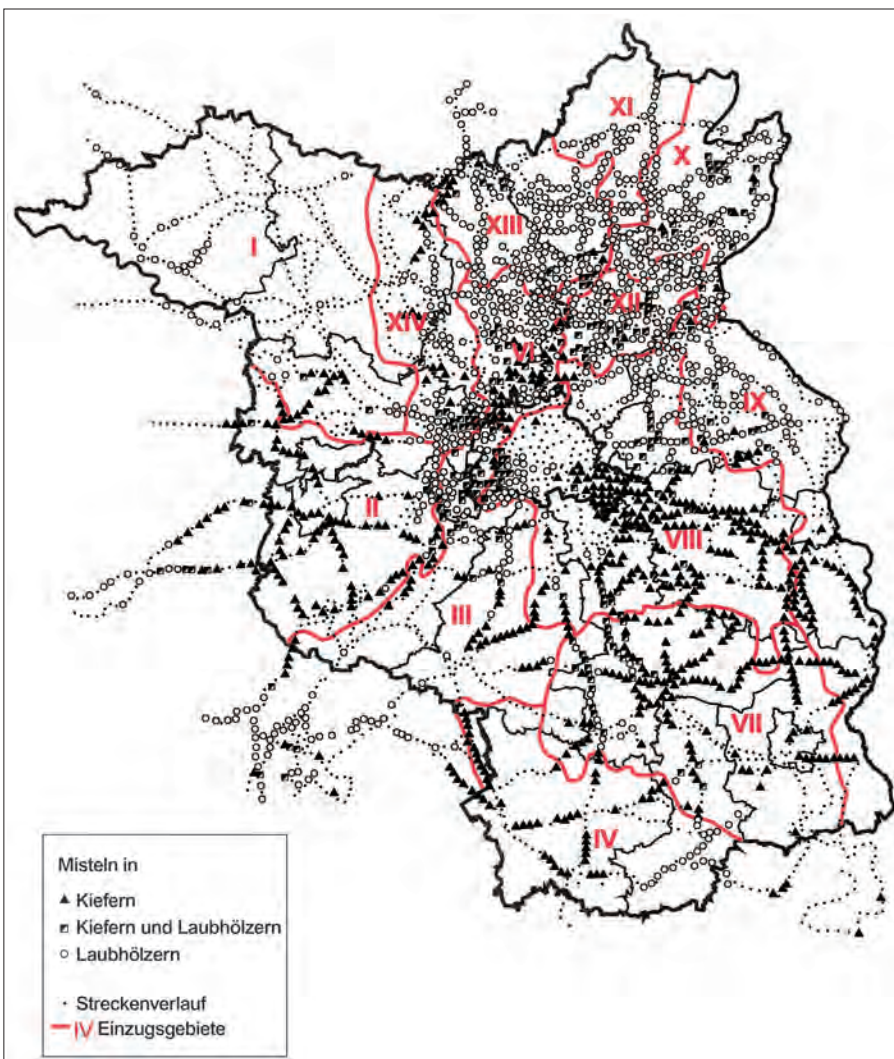 XI
X
XIII
I
XII
XIV
VI
IX
II
VIII
III
VII
IV
Misteln in
Kiefern
Kiefern und Laubhölzern
Laubhölzern
Streckenverlauf
IV Einzugsgebiete